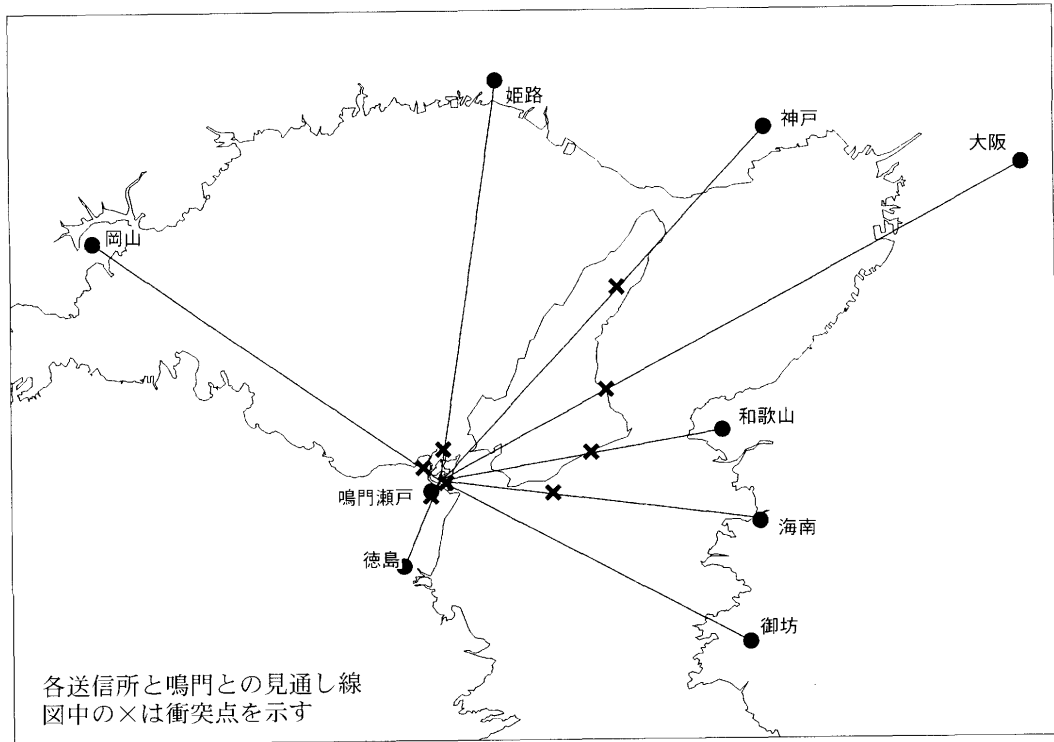 姫路
神戸
大阪
岡山
和歌山
鳴門瀬戸
海南
徳島
御坊
各送信所と鳴門との見通し線
図中の×は衝突点を示す